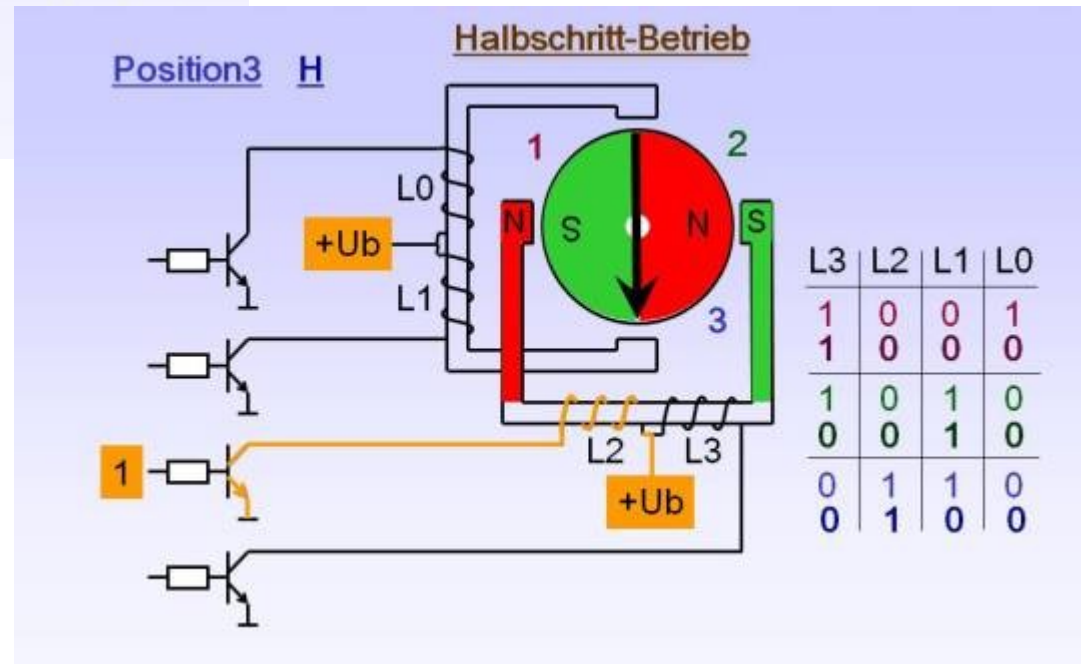 Halbschritt-Betrieb
Position3 H
1 2
L0
+Ub
L1
N S N S
3
L2 L3
1
+Ub
L3 L2 L1 L0
1 0 0 1
1 0 0 0
1 0 1 0
0 0 1 0
0 1 1 0
0 1 0 0